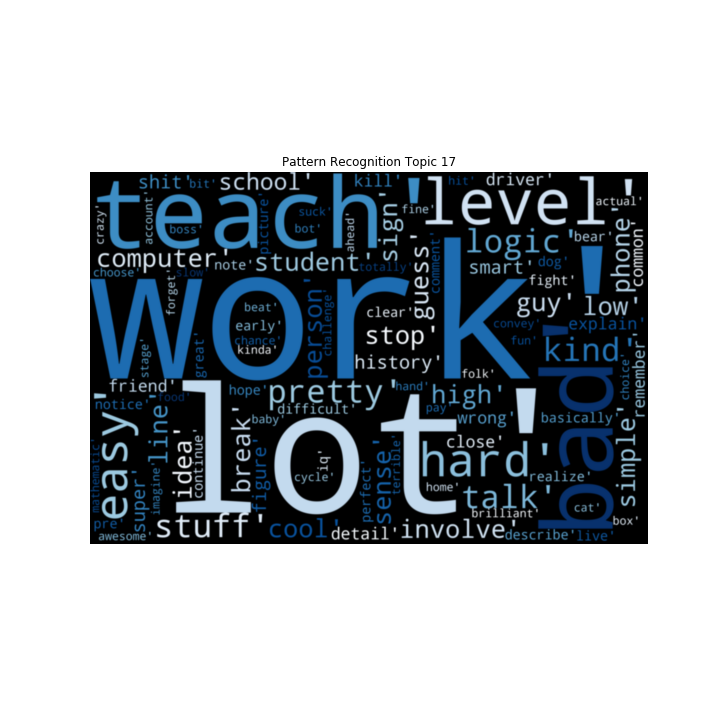 Pattern Recognition Topic 17
shit'
bit'
school'
kill'
hit'
driver'
teach'
level'
actual'
crazy'
account'
boss'
picture'
suck'
bot'
ahead'
sign'
fine'
guess'
comment'
logic'
bear'
phone'
common'
computer'
note'
student'
totally'
smart'
dog'
choose'
slow'
forget'
fight'
work'
beat'
early'
chance'
kinda'
person'
challenge'
clear'
stop'
history'
folk'
guy'
low'
convey'
explain'
fun'
kind'
stage'
great'
friend'
notice'
food'
hope'
baby'
pretty'
difficult'
hand'
high'
pay
wrong'
basically'
choice'
remember'
bad'
lot'
easy'
line'
mathematic'
super'
imagine'
idea'
continue'
break'
figure'
cycle'
iq'
perfect'
sense'
terrible'
close'
hard'
realize'
home'
talk'
cat'
simple'
brilliant'
box'
pre'
awesome'
stuff'
cool'
detail'
involve'
describe'
live'